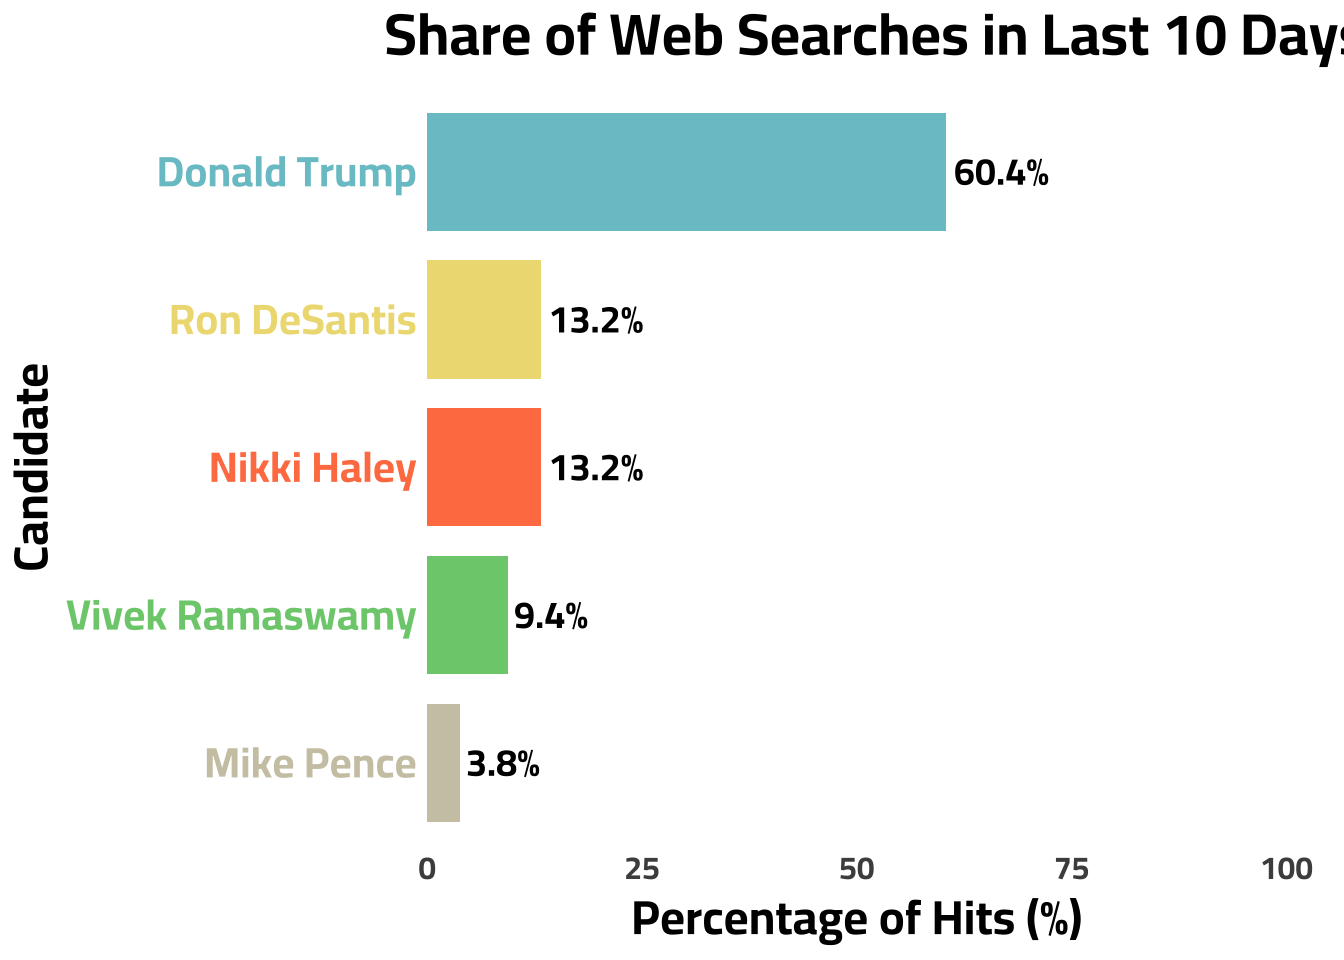 Share of Web Searches in Last 10 Days
Donald Trump 60.4%
Ron DeSantis 13.2%
Nikki Haley 13.2%
Vivek Ramaswamy 9.4%
Mike Pence 3.8%
Candidate
0 25 50 75 100
Percentage of Hits (%)